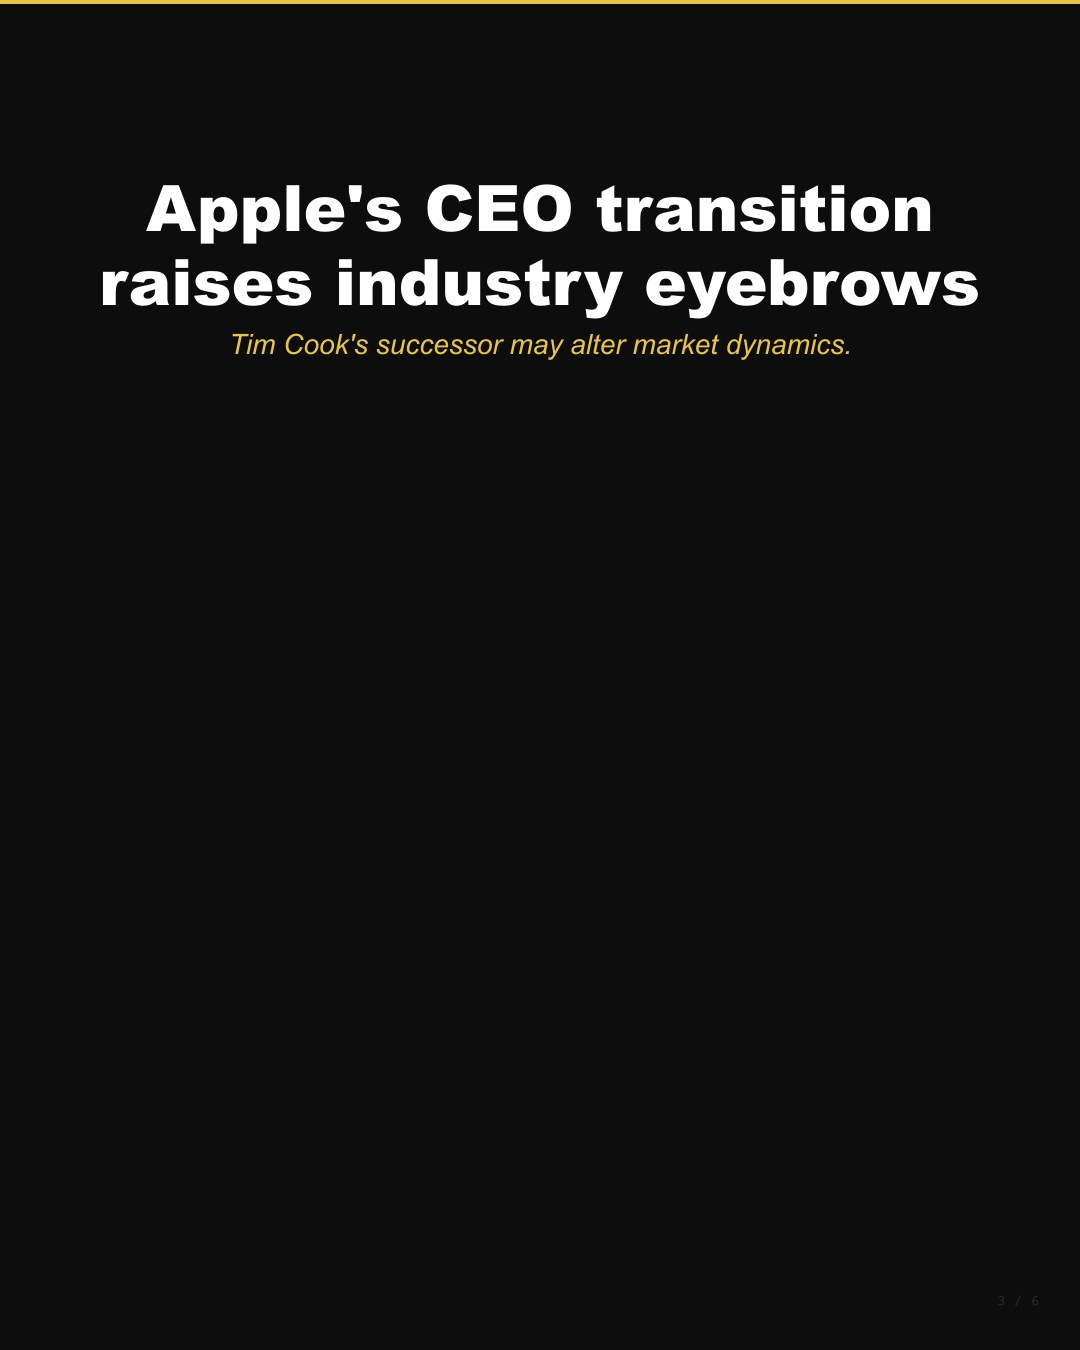 Apple's CEO transition
raises industry eyebrows
Tim Cook's successor may alter market dynamics.
3 / 6